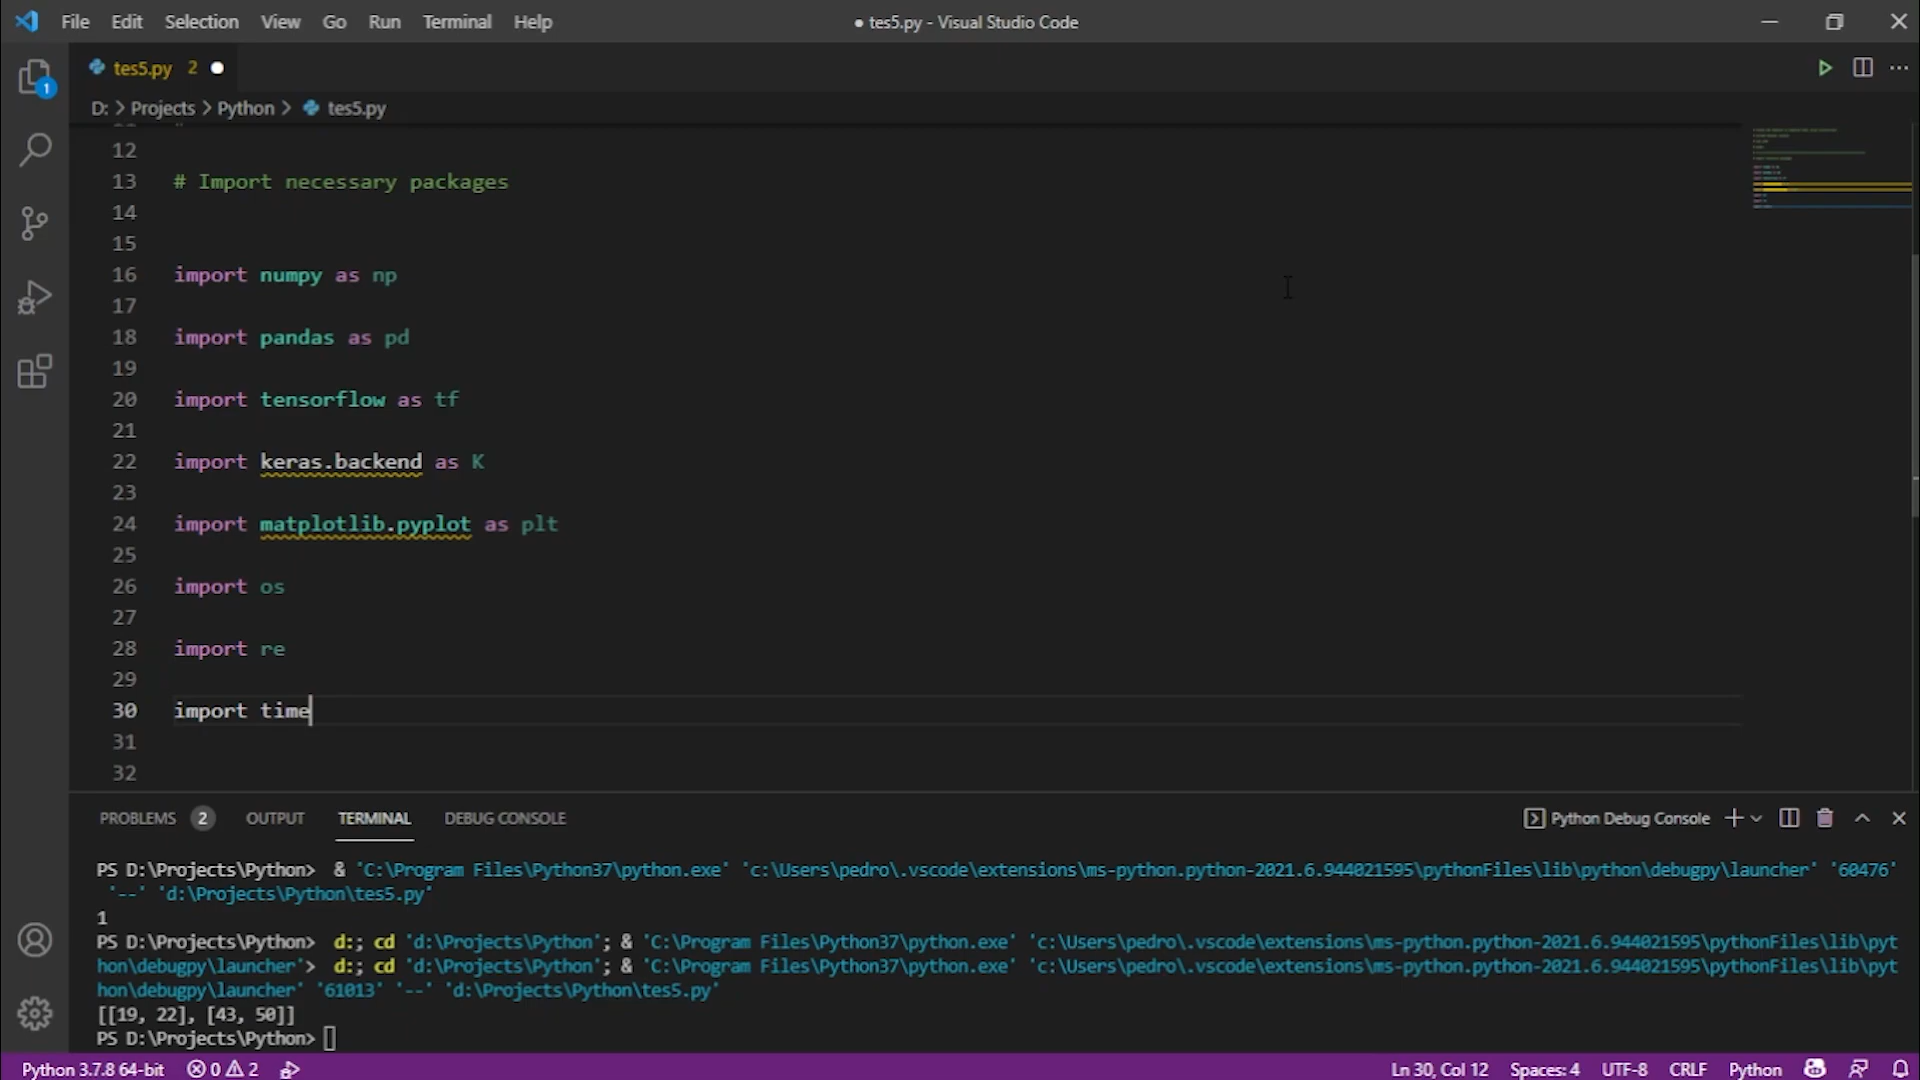 File Edit Selection View Go Run Terminal Help
● tes5.py - Visual Studio Code
1
tes5.py 2 ●
D: > Projects > Python > tes5.py
12
13 # Import necessary packages
14
15
16 import numpy as np
17
18 import pandas as pd
19
20 import tensorflow as tf
21
22 import keras.backend as K
23
24 import matplotlib.pyplot as plt
25
26 import os
27
28 import re
29
30 import time
31
32
PROBLEMS 2 OUTPUT TERMINAL DEBUG CONSOLE
Python Debug Console
PS D:\Projects\Python> & 'C:\Program Files\Python37\python.exe' 'c:\Users\pedro\.vscode\extensions\ms-python.python-2021.6.944021595\pythonFiles\lib\python\debugpy\launcher' '60476'
'--' 'd:\Projects\Python\tes5.py'
1
PS D:\Projects\Python> d:; cd 'd:\Projects\Python'; & 'C:\Program Files\Python37\python.exe' 'c:\Users\pedro\.vscode\extensions\ms-python.python-2021.6.944021595\pythonFiles\lib\pyt
hon\debugpy\launcher'> d:; cd 'd:\Projects\Python'; & 'C:\Program Files\Python37\python.exe' 'c:\Users\pedro\.vscode\extensions\ms-python.python-2021.6.944021595\pythonFiles\lib\pyt
hon\debugpy\launcher' '61013' '--' 'd:\Projects\Python\tes5.py'
[[19, 22], [43, 50]]
PS D:\Projects\Python>
Python 3.7.8 64-bit 0 2 Ln 30, Col 12 Spaces: 4 UTF-8 CRLF Python